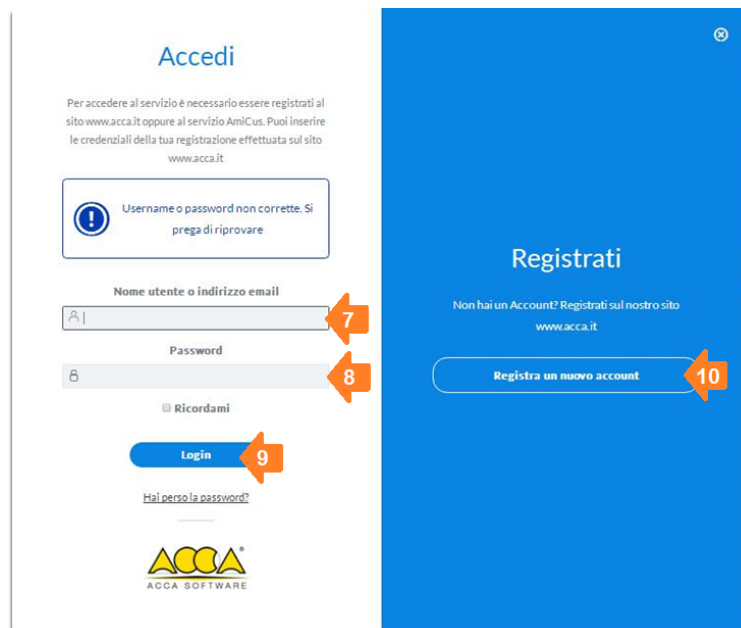 Accedi
Per accedere al servizio è necessario essere registrati al
sito www.acca.it oppure al servizio AmiCus. Puoi inserire
le credenziali della tua registrazione effettuata sul sito
www.acca.it
Username o password non corrette. Si
prega di riprovare
Nome utente o indirizzo email
7
Password
8
Ricordami
Login
9
Hai perso la password?
ACCA
ACCA SOFTWARE
Registrati
Non hai un Account? Registrati sul nostro sito
www.acca.it
Registra un nuovo account
10